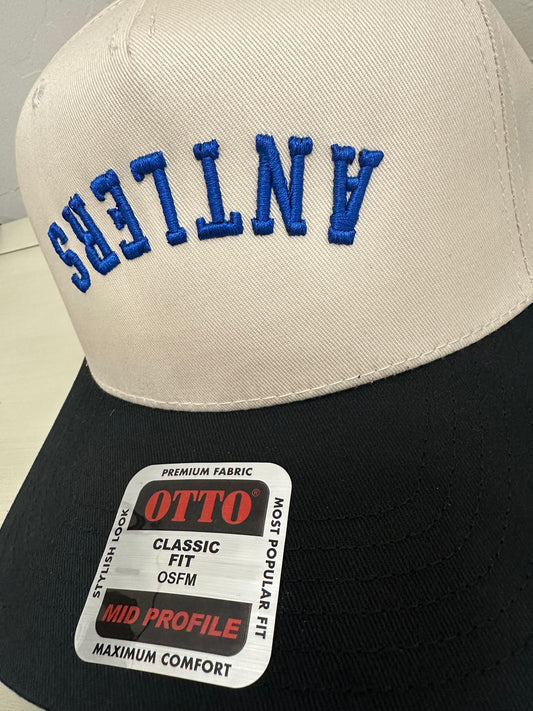 ANTLERS
PREMIUM FABRIC
STYLISH LOOK
OTTO®
MOST POPULAR FIT
CLASSIC
FIT
OSFM
MID PROFILE
MAXIMUM COMFORT